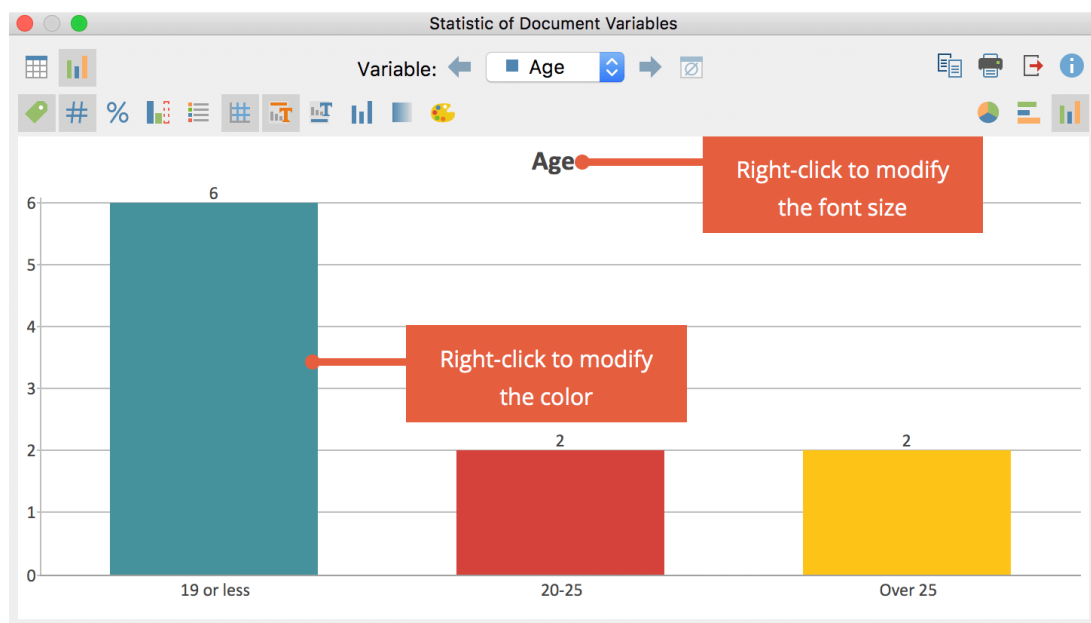 Statistic of Document Variables
Variable: Age
# %
Age
Right-click to modify
the font size
6
6
5
4
Right-click to modify
the color
3
2
2
2
1
0
19 or less
20-25
Over 25